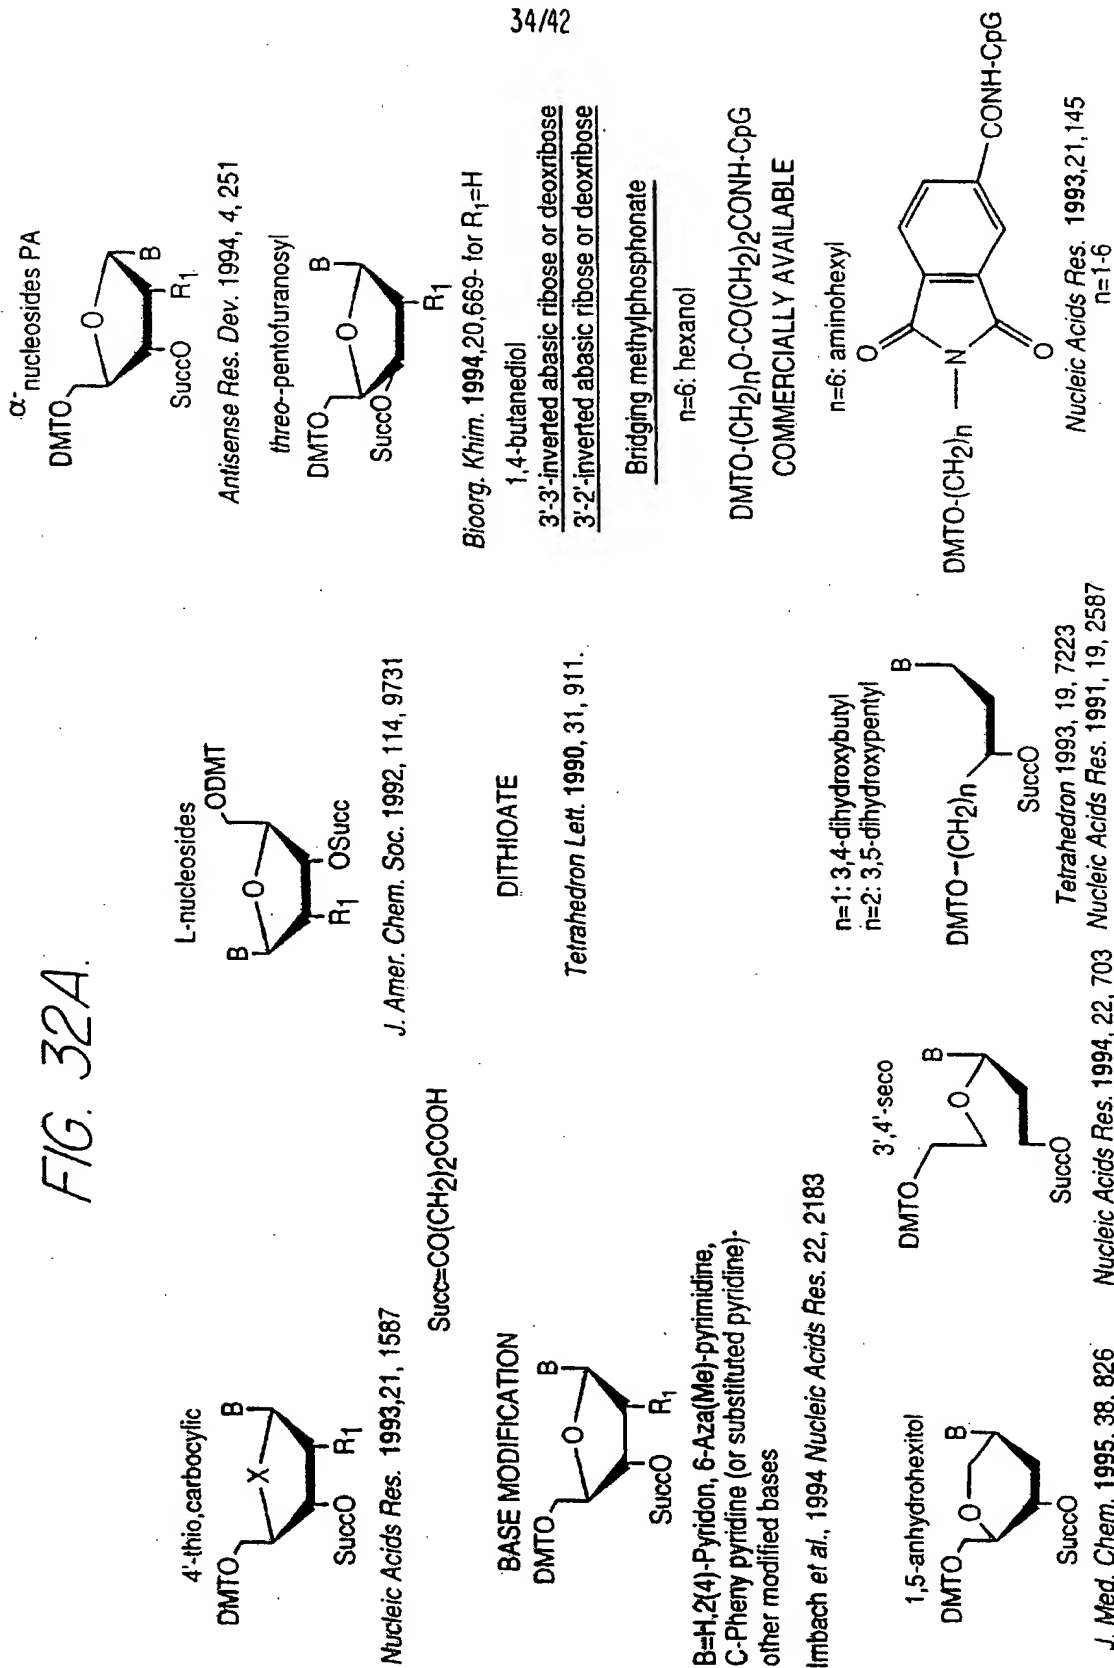 34/42
FIG. 32A.
4'-thio,carbocylic
DMTO
X
B
SuccO
R1
Nucleic Acids Res. 1993,21, 1587
L-nucleosides
B
O
ODMT
R1
OSucc
J. Amer. Chem. Soc. 1992, 114, 9731
α-
nucleosides PA
DMTO
O
B
SuccO
R1
Antisense Res. Dev. 1994, 4, 251
threo--pentofuranosyl
DMTO
O
B
SuccO
R1
Bioorg. Khim. 1994,20,669- for R1=H
Succ=CO(CH2)2COOH
BASE MODIFICATION
DMTO
O
B
SuccO
R1
B=H,2(4)-Pyridon, 6-Aza(Me)-pyrimidine,
C-Pheny pyridine (or substituted pyridine)-
other modified bases
Imbach et al., 1994 Nucleic Acids Res. 22, 2183
DITHIOATE
Tetrahedron Lett. 1990, 31, 911.
1,4-butanediol
3'-3'-inverted abasic ribose or deoxribose
3'-2'-inverted abasic ribose or deoxribose
Bridging methylphosphonate
n=6: hexanol
DMTO-(CH2)nO-CO(CH2)2CONH-CpG
COMMERCIALLY AVAILABLE
1,5-anhydrohexitol
DMTO
O
B
SuccO
J. Med. Chem. 1995, 38, 826
3',4'-seco
DMTO
O
B
SuccO
Nucleic Acids Res. 1994, 22, 703
n=1: 3,4-dihydroxybutyl
n=2: 3,5-dihydroxypentyl
DMTO-(CH2)n
B
SuccO
Tetrahedron 1993, 19, 7223
Nucleic Acids Res. 1991, 19, 2587
n=6: aminohexyl
O
DMTO-(CH2)n
N
O
CONH-CpG
Nucleic Acids Res. 1993,21,145
n=1-6